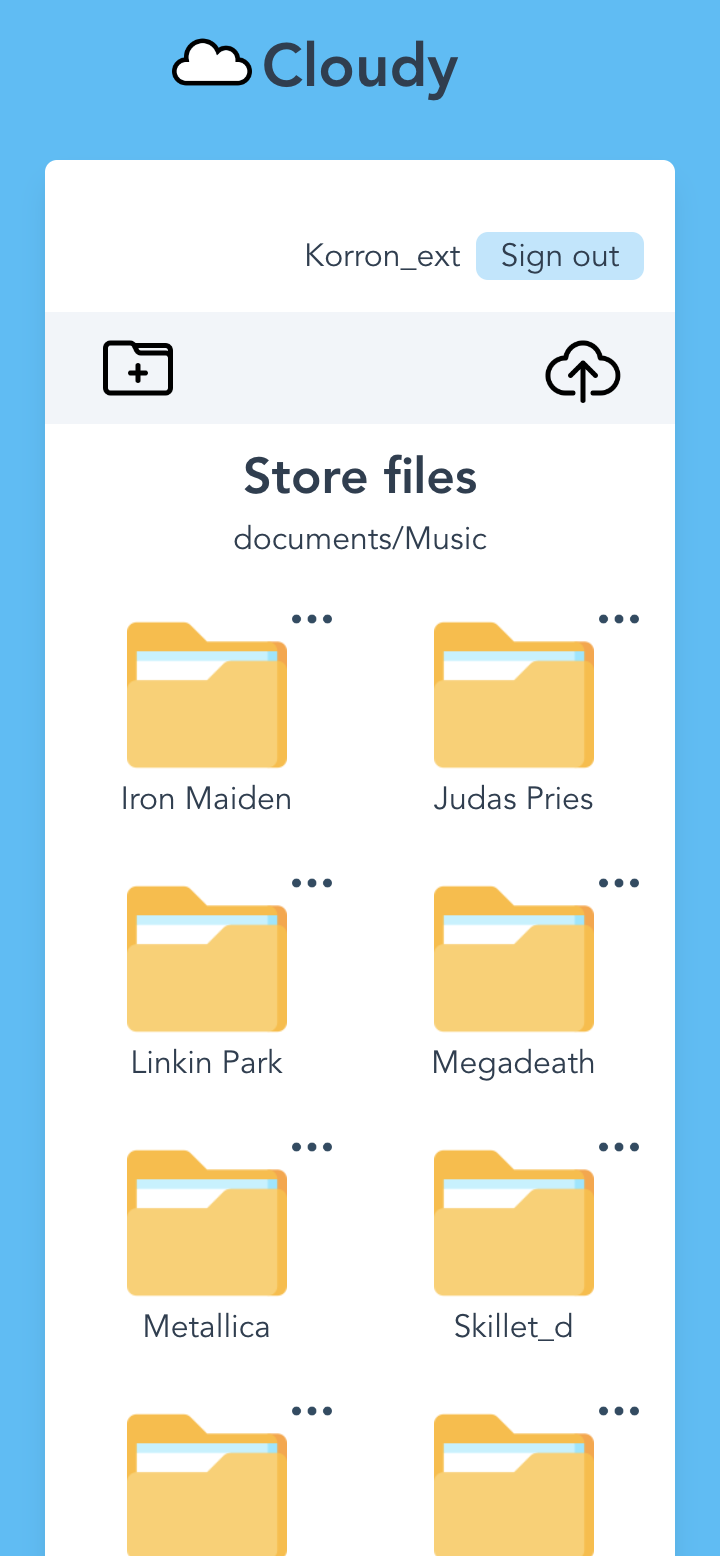 Cloudy
Korron_ext
Sign out
Store files
documents/Music
Iron Maiden
Judas Pries
Linkin Park
Megadeath
Metallica
Skillet_d